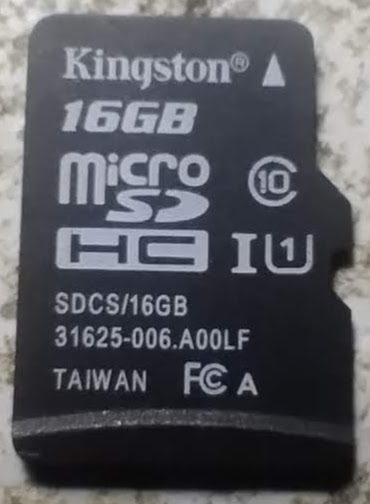 Kingston®
16GB
micro
SD
HC I U1
10
SDCS/16GB
31625-006.A00LF
TAIWAN FC A